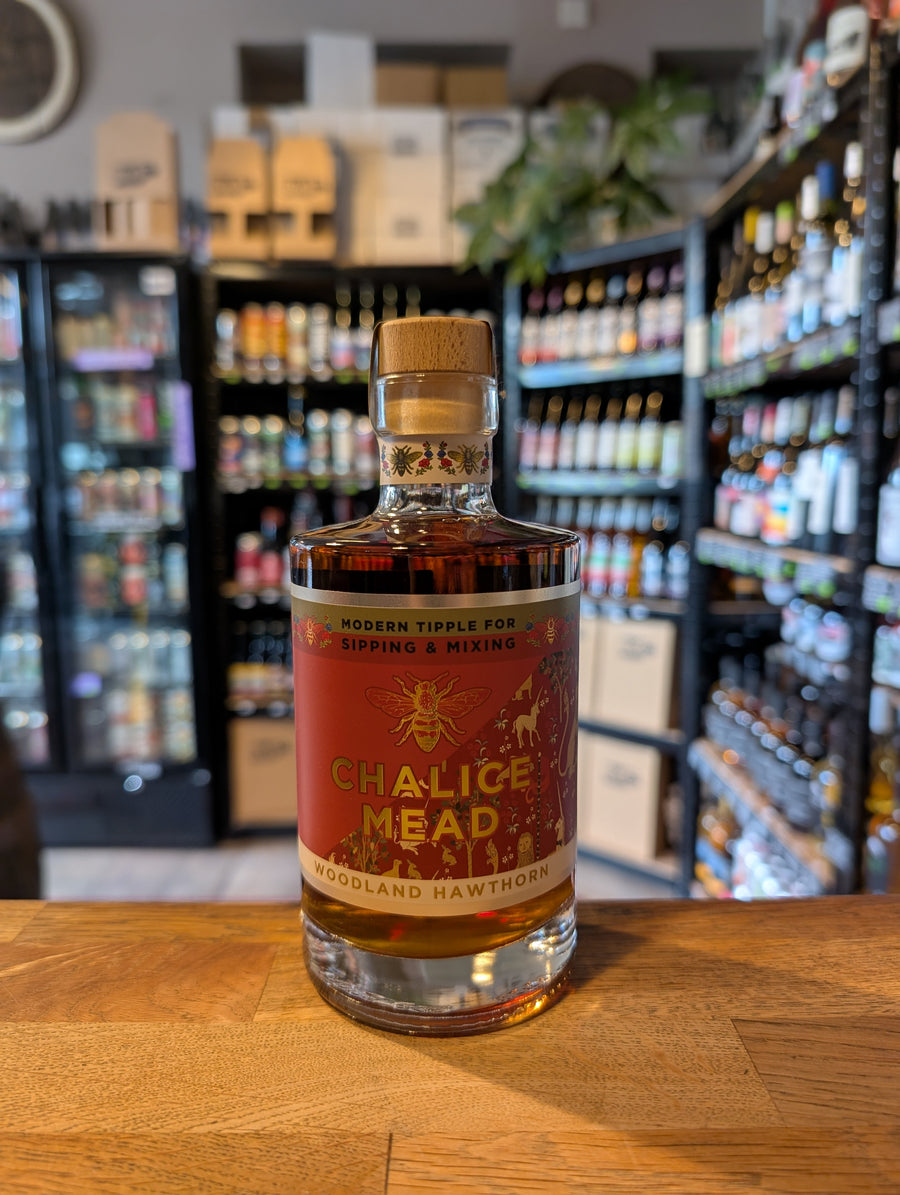 MODERN TIPPLE FOR
SIPPING & MIXING
CHALICE
MEAD
WOODLAND HAWTHORN